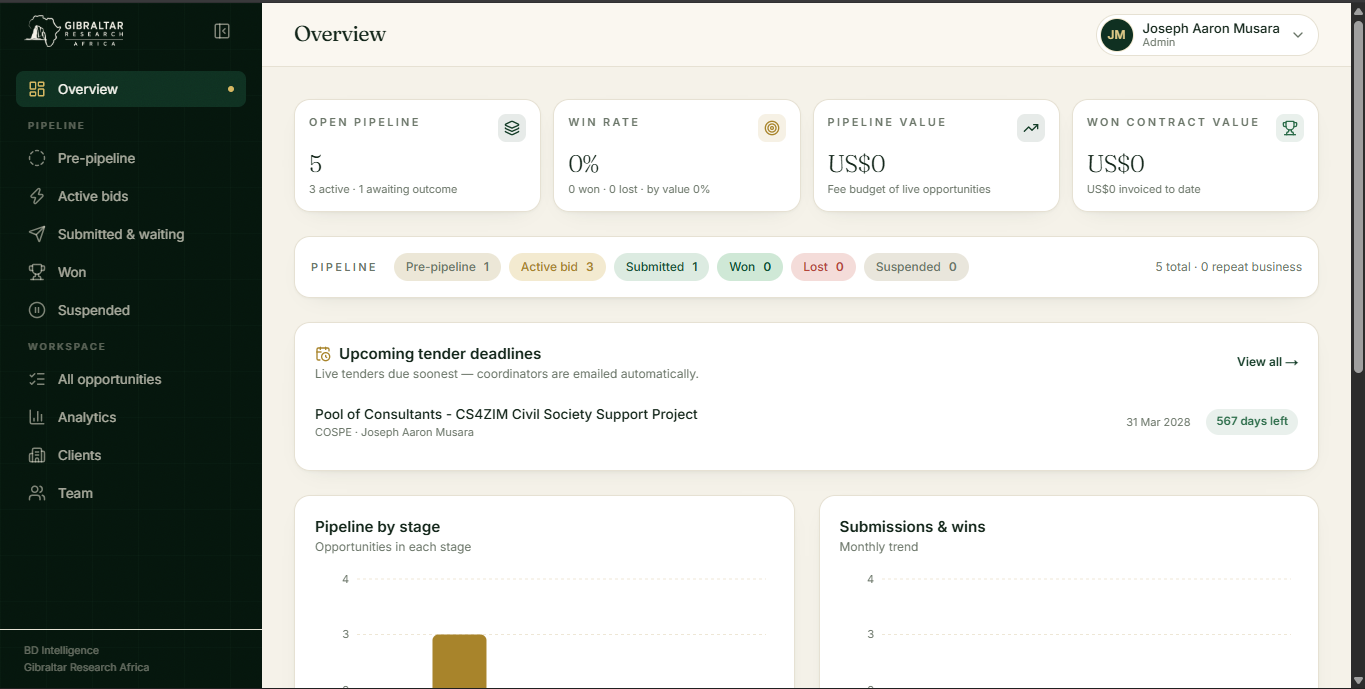 GIBRALTAR
RESEARCH
AFRICA
Overview
PIPELINE
Pre-pipeline
Active bids
Submitted & waiting
Won
Suspended
WORKSPACE
All opportunities
Analytics
Clients
Team
BD Intelligence
Gibraltar Research Africa
Overview
JM
Joseph Aaron Musara
Admin
OPEN PIPELINE
5
3 active · 1 awaiting outcome
WIN RATE
0%
0 won · 0 lost · by value 0%
PIPELINE VALUE
US$0
Fee budget of live opportunities
WON CONTRACT VALUE
US$0
US$0 invoiced to date
PIPELINE Pre-pipeline 1 Active bid 3 Submitted 1 Won 0 Lost 0 Suspended 0 5 total · 0 repeat business
Upcoming tender deadlines
Live tenders due soonest — coordinators are emailed automatically.
View all →
Pool of Consultants - CS4ZIM Civil Society Support Project
COSPE · Joseph Aaron Musara
31 Mar 2028 567 days left
Pipeline by stage
Opportunities in each stage
4
3
Submissions & wins
Monthly trend
4
3